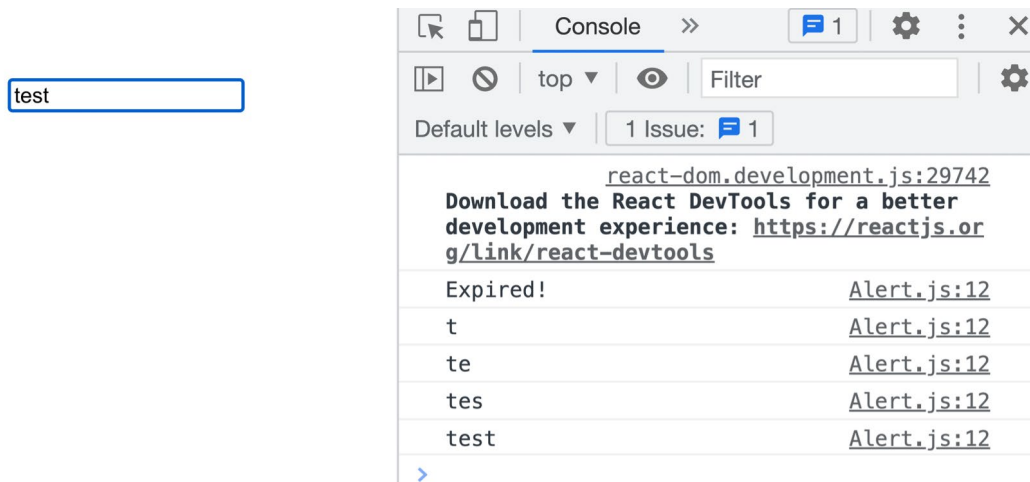 test
Console » 1
top ▼ Filter
Default levels ▼ 1 Issue: 1
react-dom.development.js:29742
Download the React DevTools for a better
development experience: https://reactjs.or
g/link/react-devtools
Expired! Alert.js:12
t Alert.js:12
te Alert.js:12
tes Alert.js:12
test Alert.js:12
>